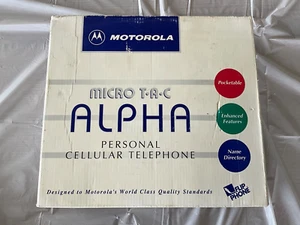 MOTOROLA
MICRO T·A·C
ALPHA
PERSONAL
CELLULAR TELEPHONE
Pocketable
Enhanced
Features
Name
Directory
Designed to Motorola's World Class Quality Standards
FLIP
PHONE